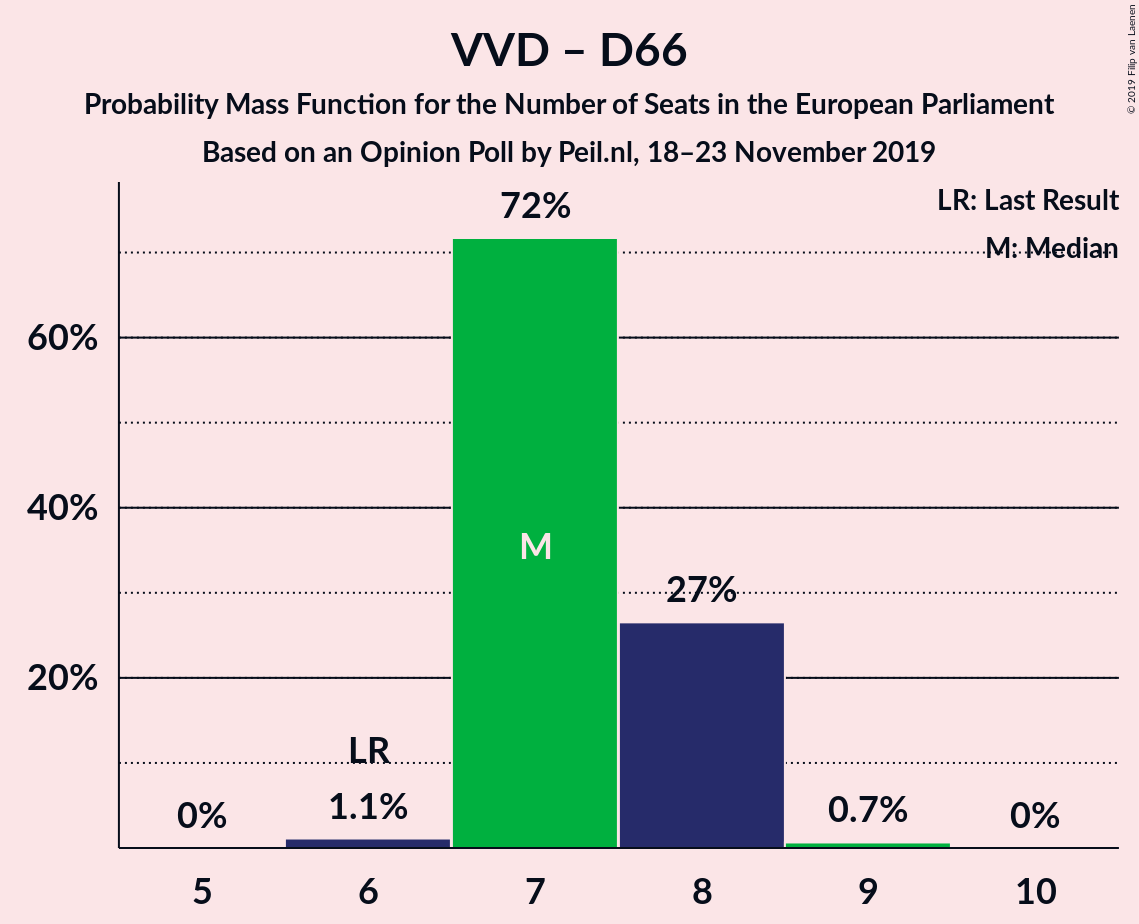 VVD – D66
Probability Mass Function for the Number of Seats in the European Parliament
Based on an Opinion Poll by Peil.nl, 18–23 November 2019
© 2019 Filip van Laenen
LR: Last Result
M: Median
72%
60%
M
40%
27%
20%
LR
0%
1.1%
0.7%
0%
5
6
7
8
9
10